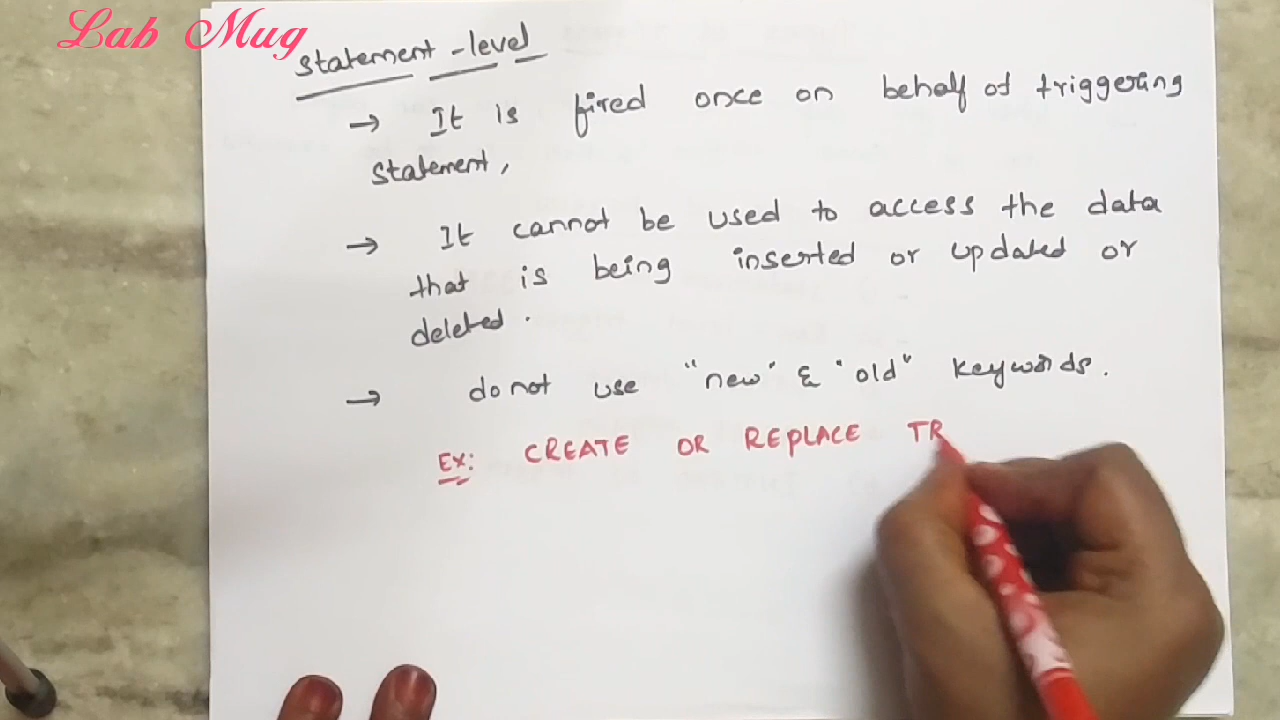 Lab Mug
Statement-level
→ It is fired once on behalf of triggering
statement,
→ It cannot be used to access the data
that is being inserted or updated or
deleted.
→ do not use "new" & "old" keywords.
Ex: CREATE OR REPLACE TR